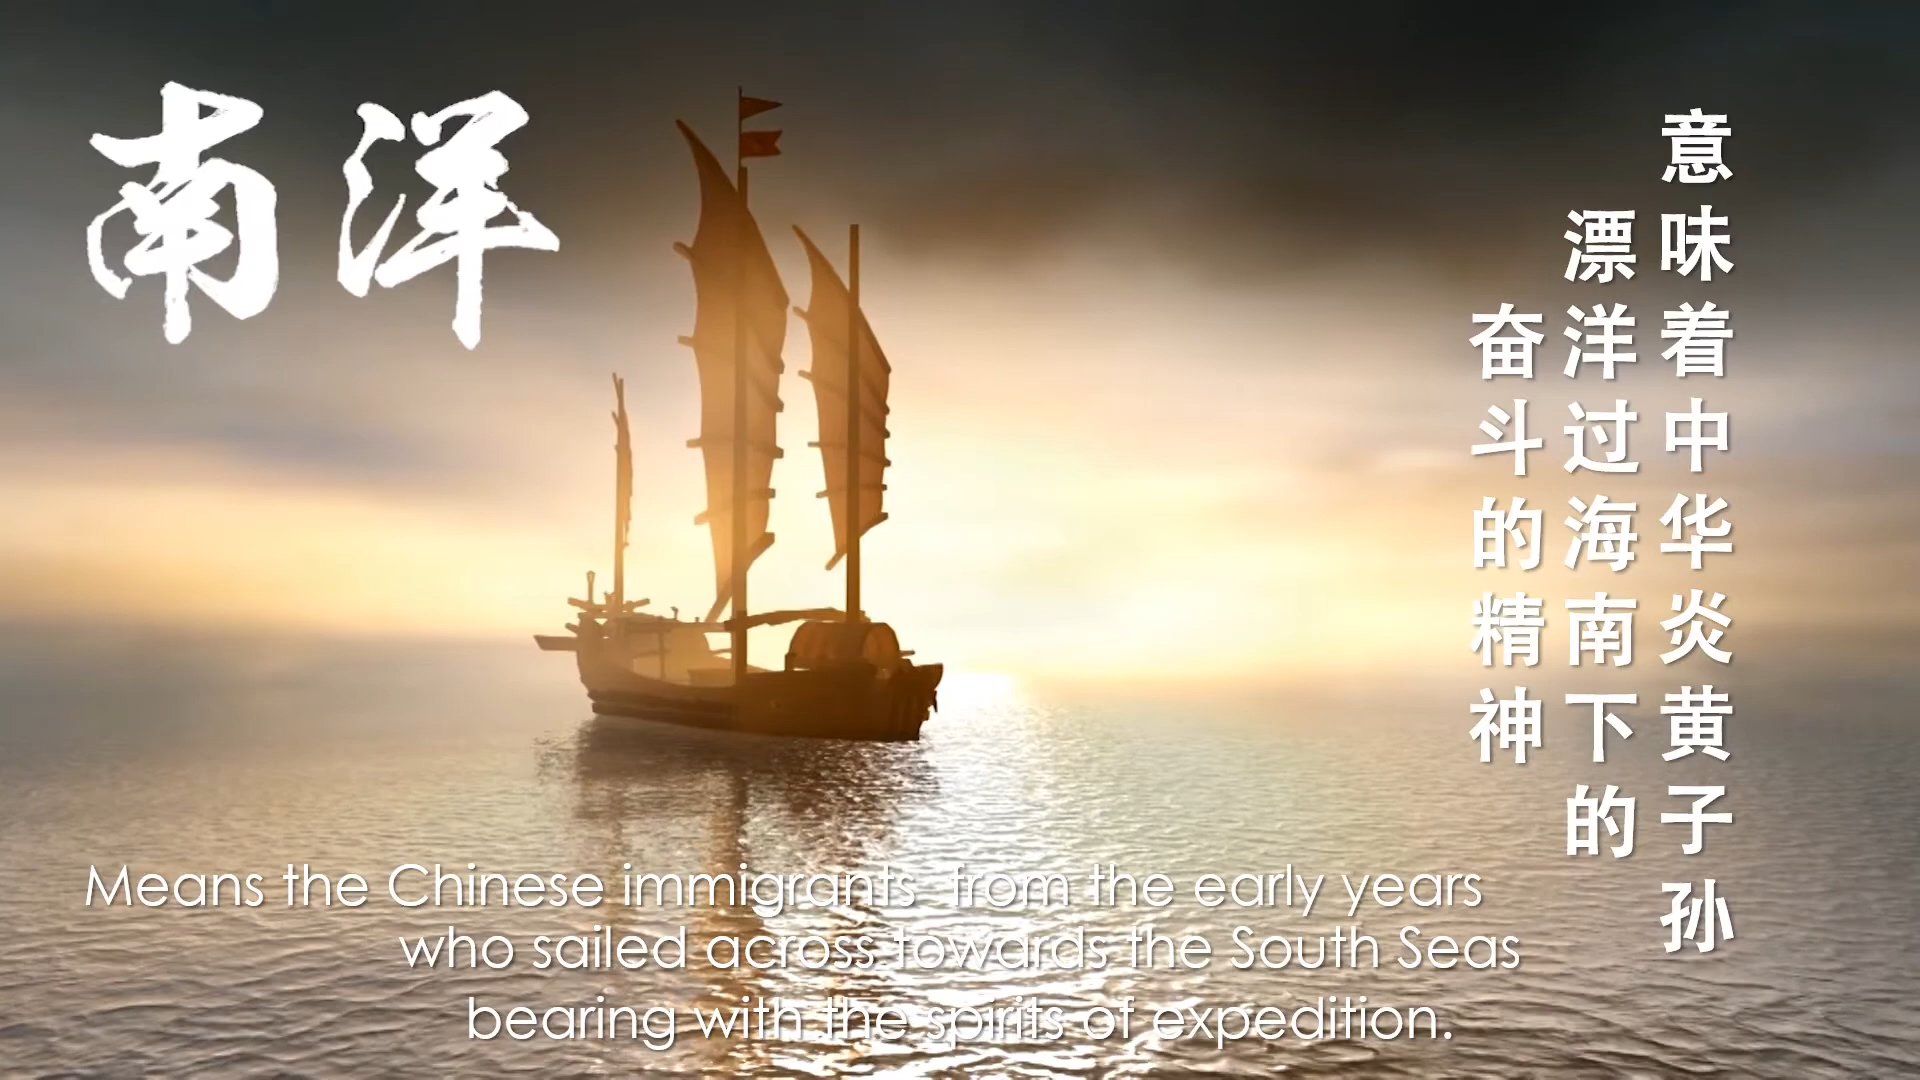 南洋
意味着中华炎黄子孙
漂洋过海南下的
奋斗的精神
Means the Chinese immigrants from the early years
who sailed across towards the South Seas
bearing with the spirits of expedition.